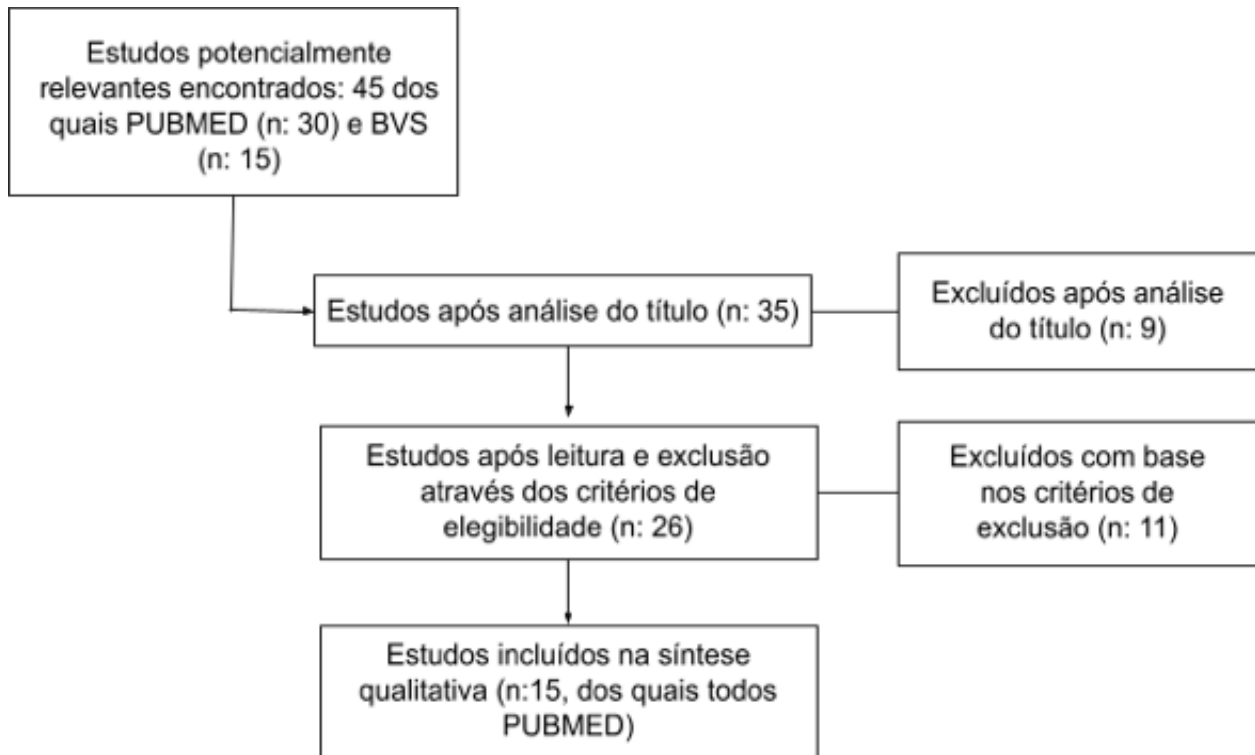 Estudos potencialmente
relevantes encontrados: 45 dos
quais PUBMED (n: 30) e BVS
(n: 15)
Estudos após análise do título (n: 35)
Excluídos após análise
do título (n: 9)
Estudos após leitura e exclusão
através dos critérios de
elegibilidade (n: 26)
Excluídos com base
nos critérios de
exclusão (n: 11)
Estudos incluídos na síntese
qualitativa (n:15, dos quais todos
PUBMED)